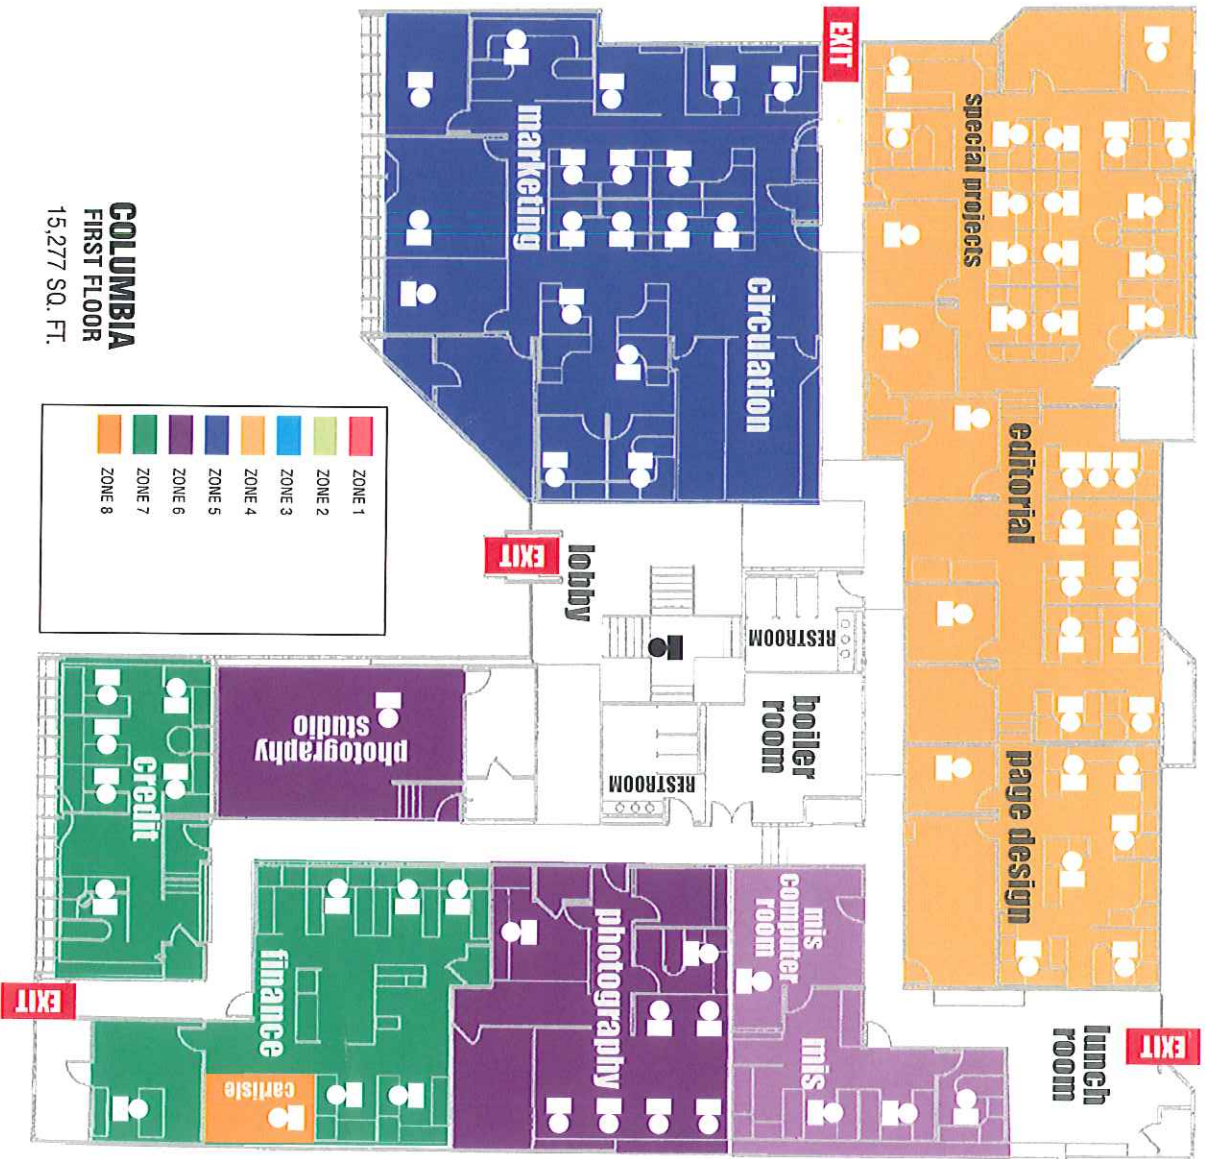 EXIT
special projects
marketing
circulation
editorial
COLUMBIA
FIRST FLOOR
15,277 SQ. FT.
ZONE 1
ZONE 2
ZONE 3
ZONE 4
ZONE 5
ZONE 6
ZONE 7
ZONE 8
EXIT
lobby
RESTROOM
boiler
room
RESTROOM
photography
studio
credit
page design
mis
computer
room
photography
finance
carlisle
mis
lunch
room
EXIT
EXIT